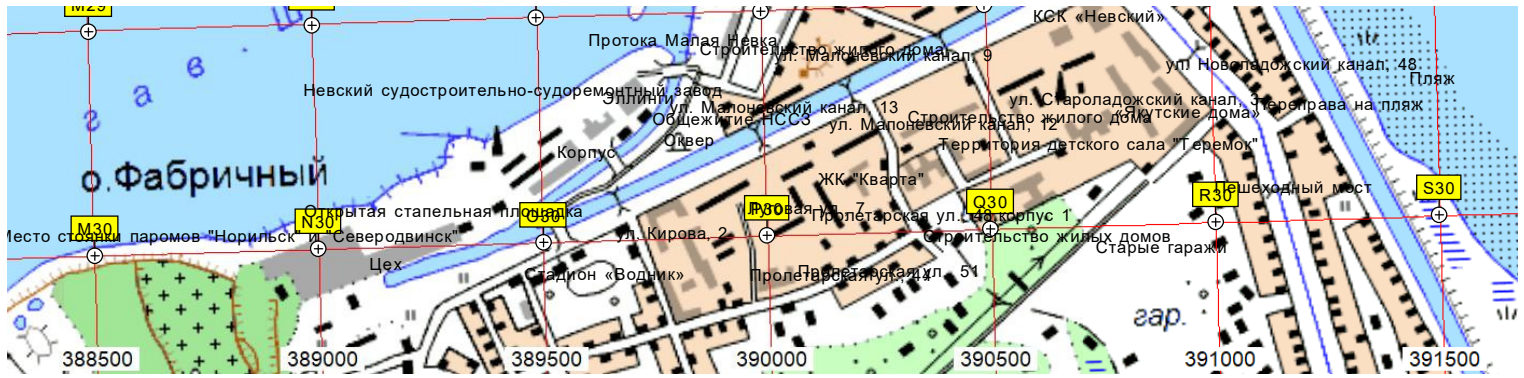 M29
КСК «Невский»
Протока Малая Невка
Строительство жилого дома
ул. Малоневский канал, 9
ул. Новоладожский канал, 48
Пляж
Невский судостроительно-судоремонтный завод
Эллинги
ул. Малоневский канал, 13
ул. Староладожский канал, 3
Переправа на пляж
Общежитие НССЗ
Строительство жилого дома
«Якутские дома»
ул. Малоневский канал, 12
г а в.
Сквер
Территория детского сада "Теремок"
Корпус
о.Фабричный
ЖК "Кварта"
Пешеходный мост
S30
R30
Q30
P30
O30
N30
M30
Открытая стапельная площадка
Пролетарская ул., 48 корпус 1
Место стоянки паромов "Норильск" и "Северодвинск"
ул. Кирова, 2
Строительство жилых домов
Старые гаражи
Цех
Стадион «Водник»
Пролетарская ул., 44
Пролетарская ул., 51
гар.
388500
389000
389500
390000
390500
391000
391500